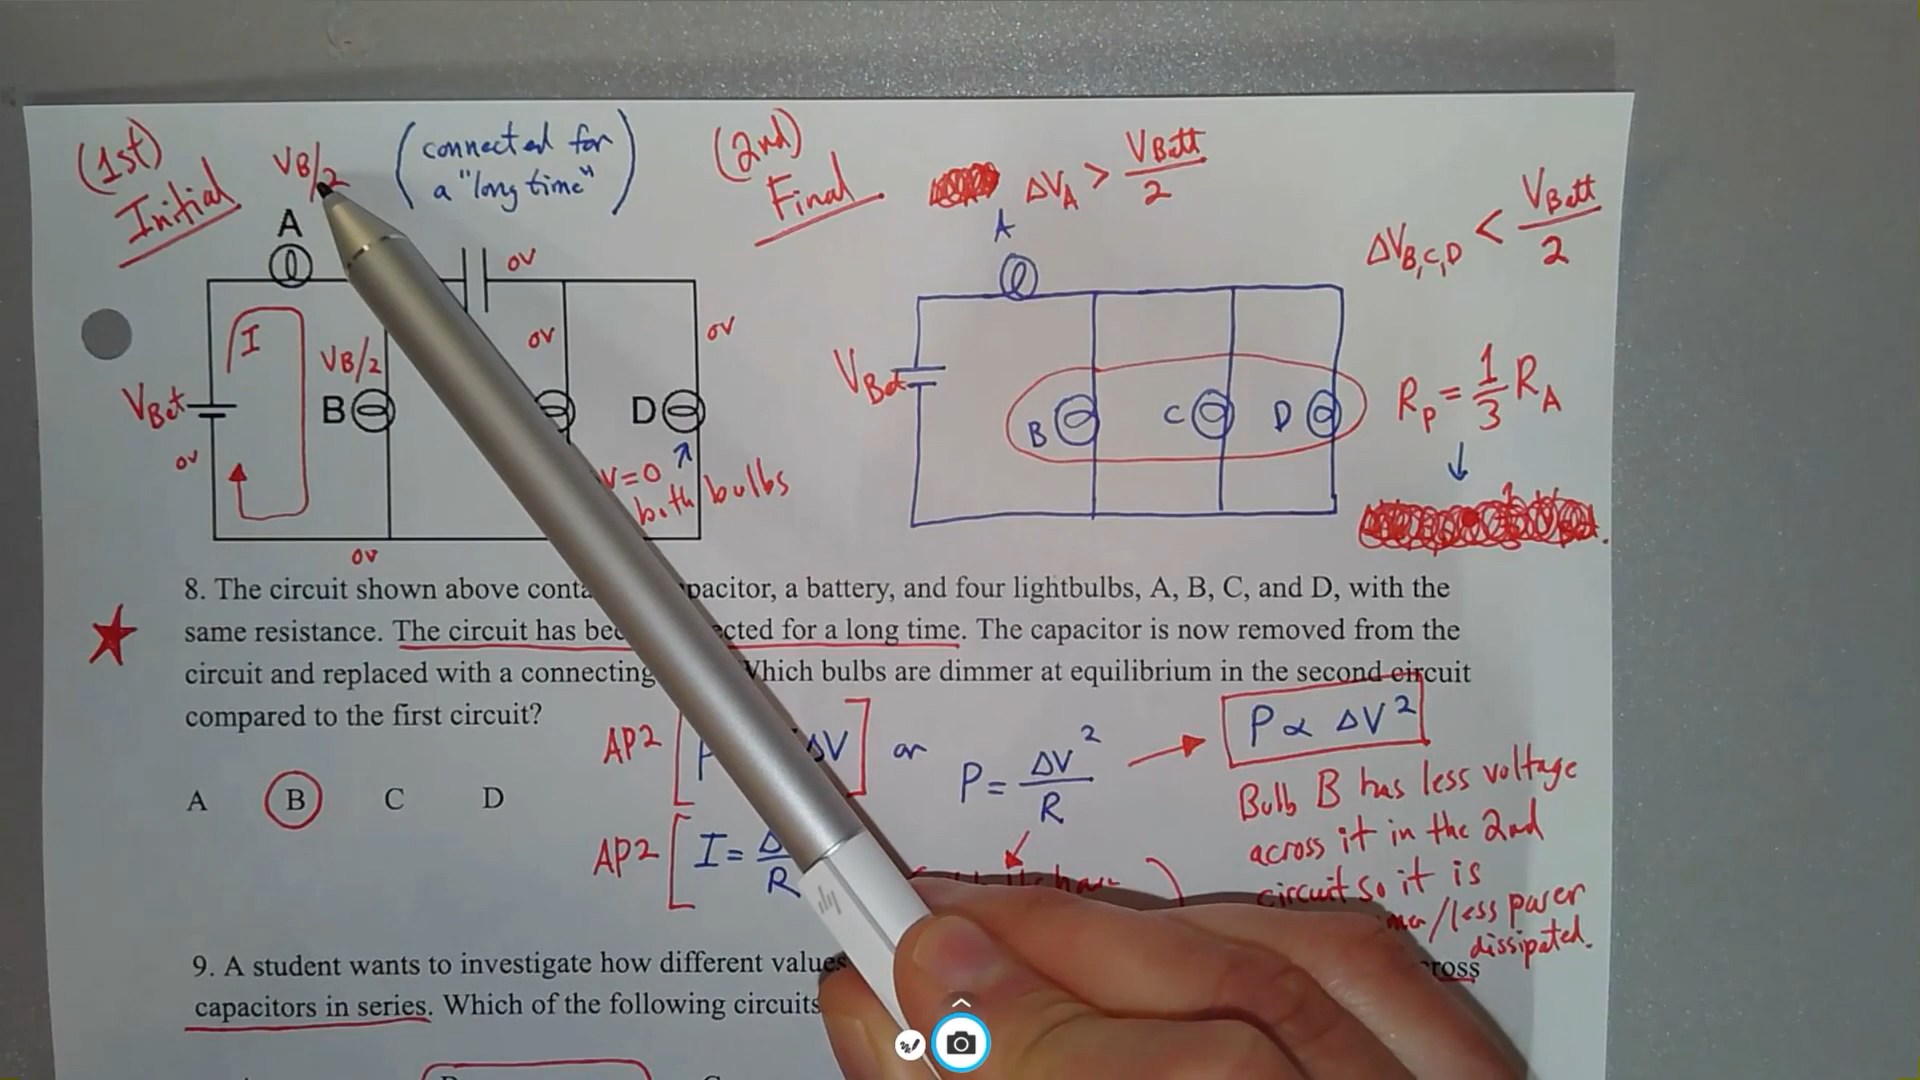 (1st)
Initial
VB/2
(connected for
a "long time")
(2nd)
Final
ΔVA > VBatt/2
ΔVB,C,D < VBatt/2
A
0V
I
VB/2
0V
0V
VBat
B
D
0V
V=0
both bulbs
0V
A
VBat
B
C
D
Rp = 1/3 RA
8. The circuit shown above pacitor, a battery, and four lightbulbs, A, B, C, and D, with the
same resistance. The circuit has for a long time. The capacitor is now removed from the
circuit and replaced with a connecting Which bulbs are dimmer at equilibrium in the second circuit
compared to the first circuit?
A B C D
AP2 [ ΔV ] or P = ΔV²/R
P ∝ ΔV²
AP2 [ I =
R
Bulb B has less voltage
across it in the 2nd
circuit so it is
/less power
dissipated.
9. A student wants to investigate how different values
capacitors in series. Which of the following circuits